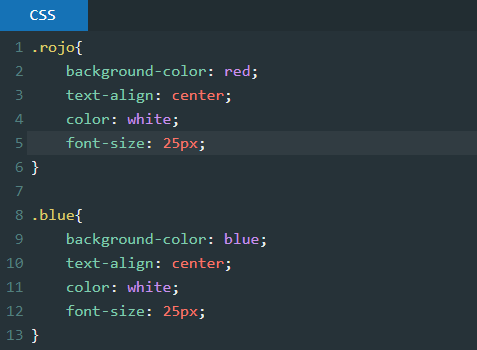 CSS
1 .rojo{
2     background-color: red;
3     text-align: center;
4     color: white;
5     font-size: 25px;
6 }
7
8 .blue{
9     background-color: blue;
10     text-align: center;
11     color: white;
12     font-size: 25px;
13 }